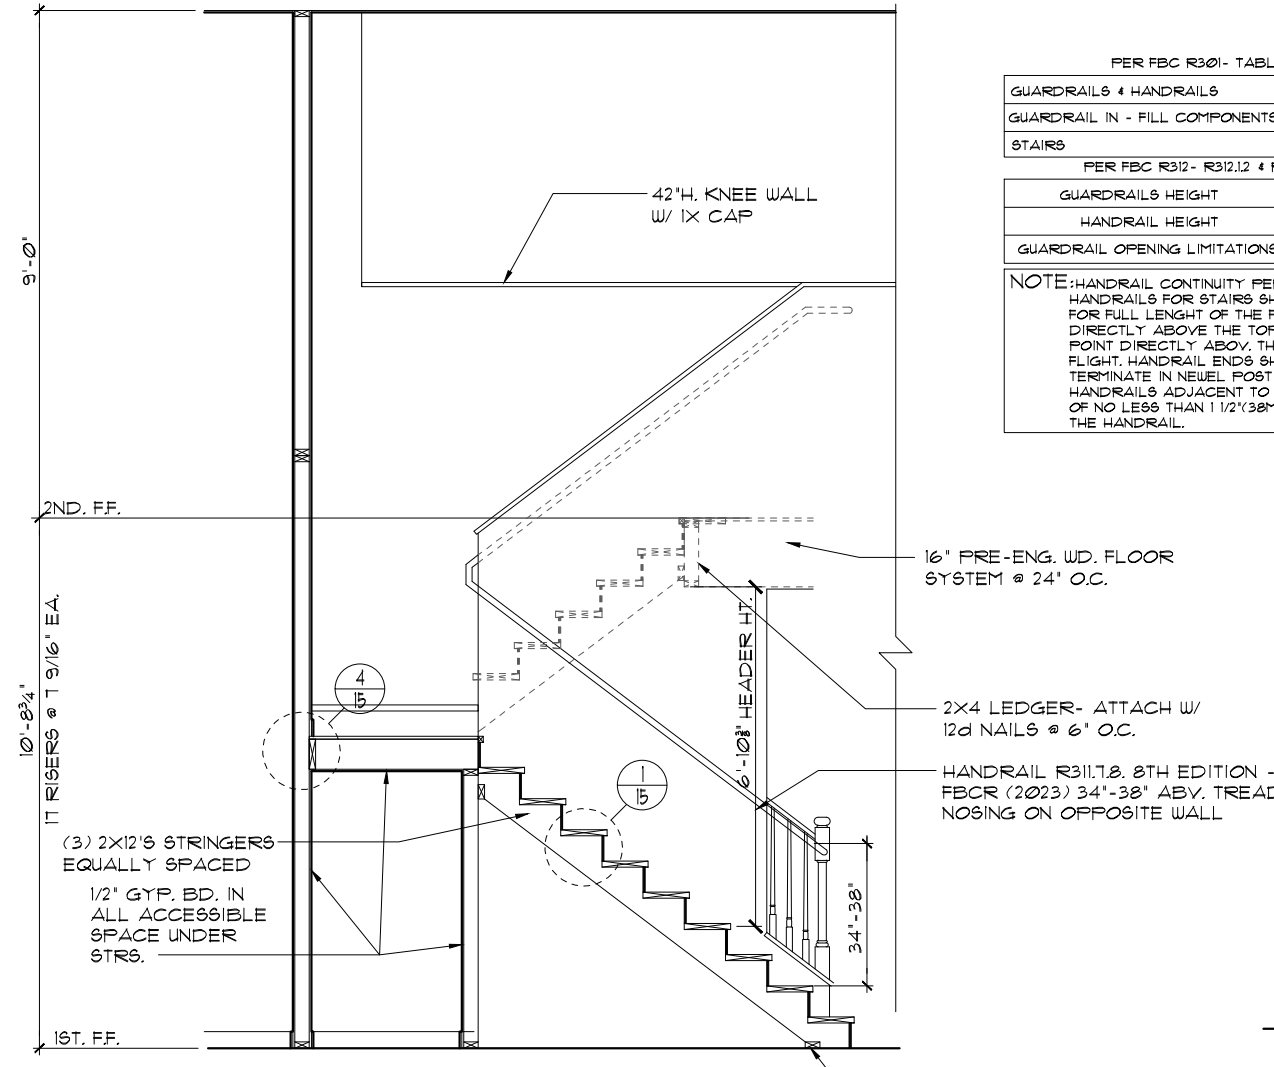 PER FBC R301- TABL
GUARDRAILS & HANDRAILS
GUARDRAIL IN - FILL COMPONENTS
STAIRS
PER FBC R312- R312.1.2 &
GUARDRAILS HEIGHT
HANDRAIL HEIGHT
GUARDRAIL OPENING LIMITATIONS
NOTE:HANDRAIL CONTINUITY PE
HANDRAILS FOR STAIRS SH
FOR FULL LENGHT OF THE F
DIRECTLY ABOVE THE TOP
POINT DIRECTLY ABOV. TH
FLIGHT. HANDRAIL ENDS SH
TERMINATE IN NEWEL POST
HANDRAILS ADJACENT TO
OF NO LESS THAN 1 1/2"(38M
THE HANDRAIL.
42"H. KNEE WALL
W/ 1X CAP
9'-0"
2ND. F.F.
16" PRE-ENG. WD. FLOOR
SYSTEM @ 24" O.C.
10'-8¾"
17 RISERS @ 7 9/16" EA.
4
15
6'-10⅜" HEADER HT.
2X4 LEDGER- ATTACH W/
12d NAILS @ 6" O.C.
1
15
HANDRAIL R311.7.8. 8TH EDITION -
FBCR (2023) 34"-38" ABV. TREAD
NOSING ON OPPOSITE WALL
(3) 2X12'S STRINGERS
EQUALLY SPACED
1/2" GYP. BD. IN
ALL ACCESSIBLE
SPACE UNDER
STRS.
34"-38"
1ST. F.F.